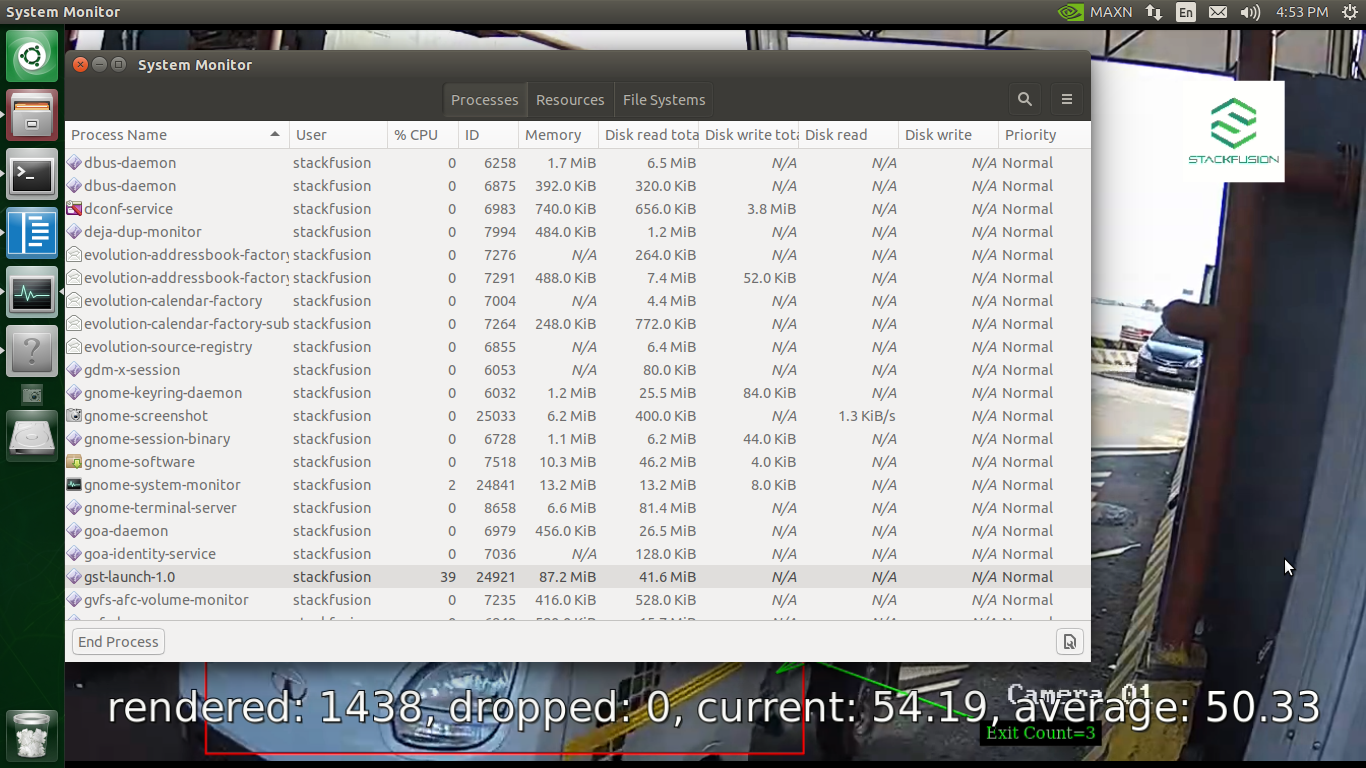 System Monitor MAXN En 4:53 PM
System Monitor
Processes Resources File Systems
Process Name User % CPU ID Memory Disk read tota Disk write tota Disk read Disk write Priority
dbus-daemon stackfusion 0 6258 1.7 MiB 6.5 MiB N/A N/A N/A Normal
dbus-daemon stackfusion 0 6875 392.0 KiB 320.0 KiB N/A N/A N/A Normal
dconf-service stackfusion 0 6983 740.0 KiB 656.0 KiB 3.8 MiB N/A N/A Normal
deja-dup-monitor stackfusion 0 7994 484.0 KiB 1.2 MiB N/A N/A N/A Normal
evolution-addressbook-factory stackfusion 0 7276 N/A 264.0 KiB N/A N/A N/A Normal
evolution-addressbook-factory stackfusion 0 7291 488.0 KiB 7.4 MiB 52.0 KiB N/A N/A Normal
evolution-calendar-factory stackfusion 0 7004 N/A 4.4 MiB N/A N/A N/A Normal
evolution-calendar-factory-sub stackfusion 0 7264 248.0 KiB 772.0 KiB N/A N/A N/A Normal
evolution-source-registry stackfusion 0 6855 N/A 6.4 MiB N/A N/A N/A Normal
gdm-x-session stackfusion 0 6053 N/A 80.0 KiB N/A N/A N/A Normal
gnome-keyring-daemon stackfusion 0 6032 1.2 MiB 25.5 MiB 84.0 KiB N/A N/A Normal
gnome-screenshot stackfusion 0 25033 6.2 MiB 400.0 KiB N/A 1.3 KiB/s N/A Normal
gnome-session-binary stackfusion 0 6728 1.1 MiB 6.2 MiB 44.0 KiB N/A N/A Normal
gnome-software stackfusion 0 7518 10.3 MiB 46.2 MiB 4.0 KiB N/A N/A Normal
gnome-system-monitor stackfusion 2 24841 13.2 MiB 13.2 MiB 8.0 KiB N/A N/A Normal
gnome-terminal-server stackfusion 0 8658 6.6 MiB 81.4 MiB N/A N/A N/A Normal
goa-daemon stackfusion 0 6979 456.0 KiB 26.5 MiB N/A N/A N/A Normal
goa-identity-service stackfusion 0 7036 N/A 128.0 KiB N/A N/A N/A Normal
gst-launch-1.0 stackfusion 39 24921 87.2 MiB 41.6 MiB N/A N/A N/A Normal
gvfs-afc-volume-monitor stackfusion 0 7235 416.0 KiB 528.0 KiB N/A N/A N/A Normal
End Process
STACKFUSION
Camera 01
rendered: 1438, dropped: 0, current: 54.19, average: 50.33
Exit Count=3